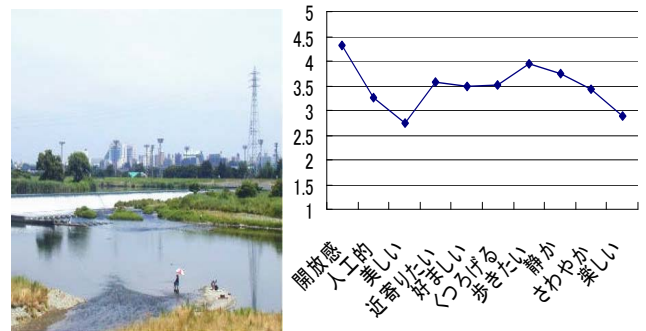 5
4.5
4
3.5
3
2.5
2
1.5
1
開放感
人工的
美しい
近寄りたい
好ましい
くつろげる
歩きたい
静か
さわやか
楽しい